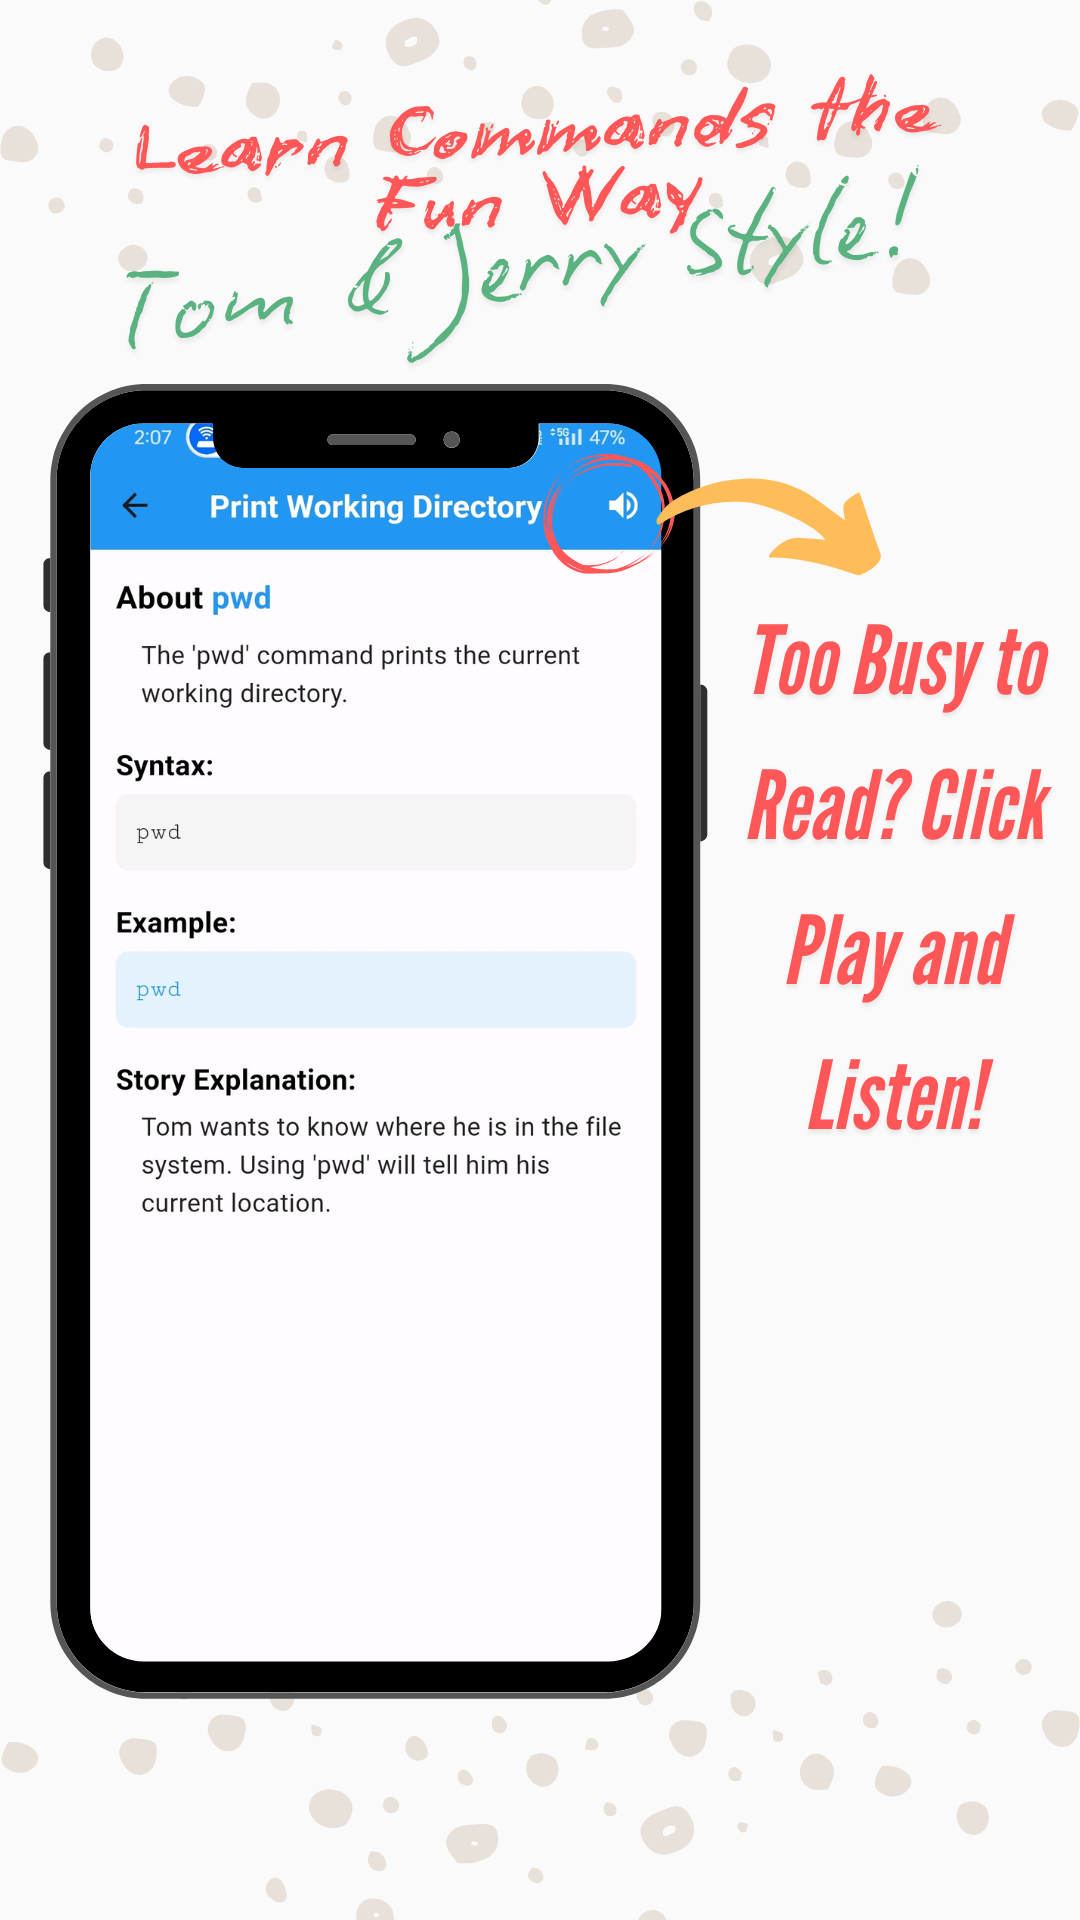 Learn Commands the
Fun Way
Tom & Jerry Style!
2:07
5G
47%
Print Working Directory
About pwd
The 'pwd' command prints the current
working directory.
Syntax:
pwd
Example:
pwd
Story Explanation:
Tom wants to know where he is in the file
system. Using 'pwd' will tell him his
current location.
Too Busy to
Read? Click
Play and
Listen!